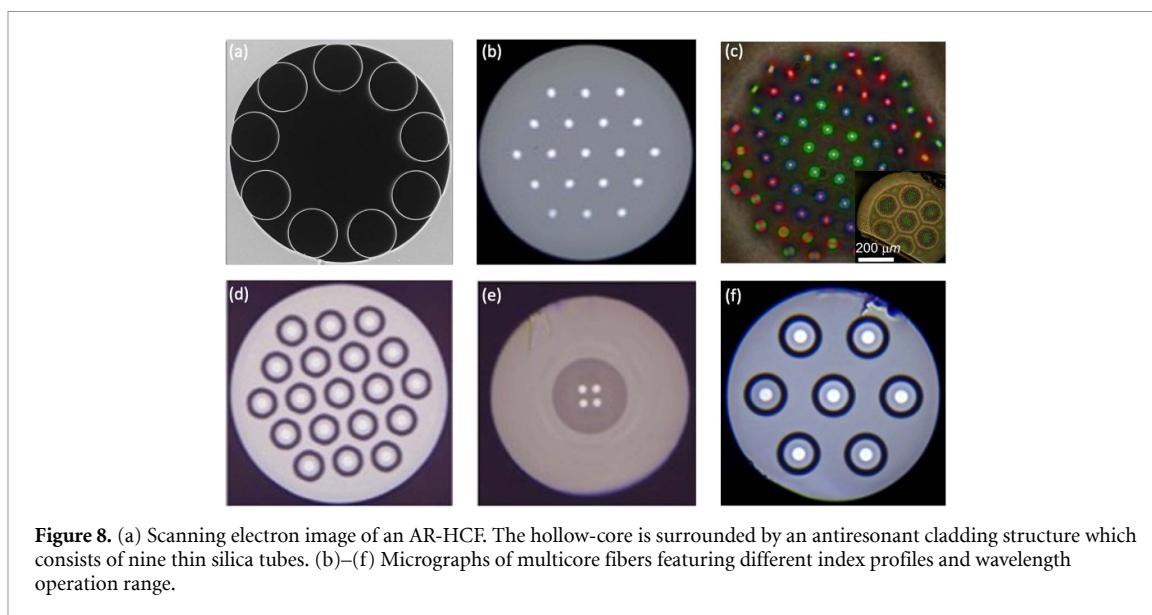 (a)
(b)
(c)
200 μm
(d)
(e)
(f)
Figure 8. (a) Scanning electron image of an AR-HCF. The hollow-core is surrounded by an antiresonant cladding structure which
consists of nine thin silica tubes. (b)–(f) Micrographs of multicore fibers featuring different index profiles and wavelength
operation range.